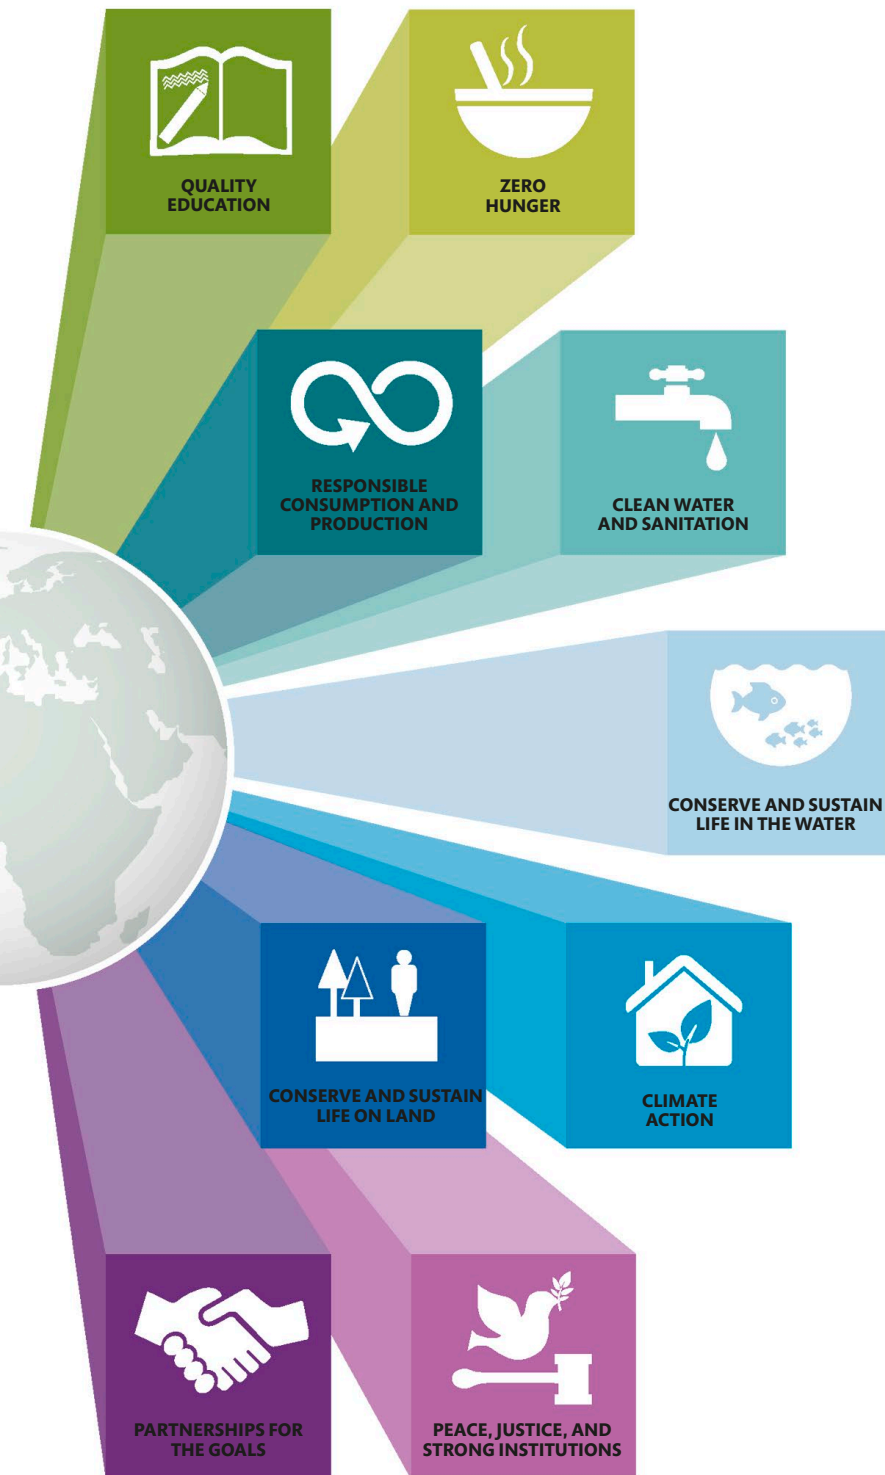 QUALITY
EDUCATION
ZERO
HUNGER
RESPONSIBLE
CONSUMPTION AND
PRODUCTION
CLEAN WATER
AND SANITATION
CONSERVE AND SUSTAIN
LIFE IN THE WATER
CONSERVE AND SUSTAIN
LIFE ON LAND
CLIMATE
ACTION
PARTNERSHIPS FOR
THE GOALS
PEACE, JUSTICE, AND
STRONG INSTITUTIONS